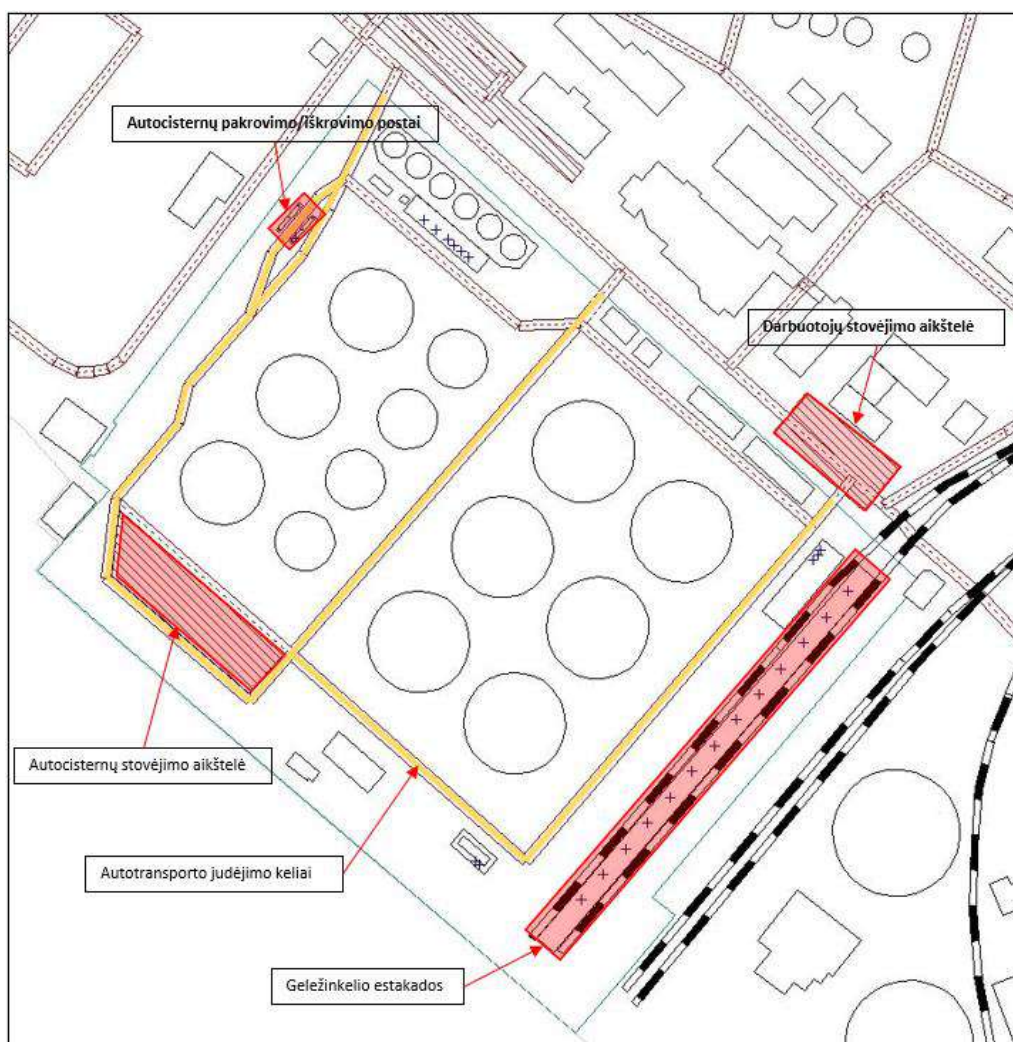 Autocisternų pakrovimo/iškrovimo postai
Darbuotojų stovėjimo aikštelė
Autocisternų stovėjimo aikštelė
Autotransporto judėjimo keliai
Geležinkelio estakados